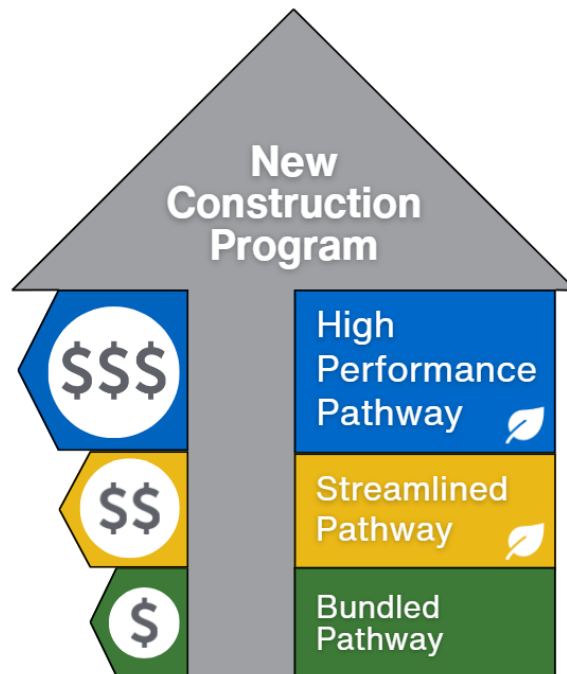 New
Construction
Program
$$$
High
Performance
Pathway
$$
Streamlined
Pathway
$
Bundled
Pathway